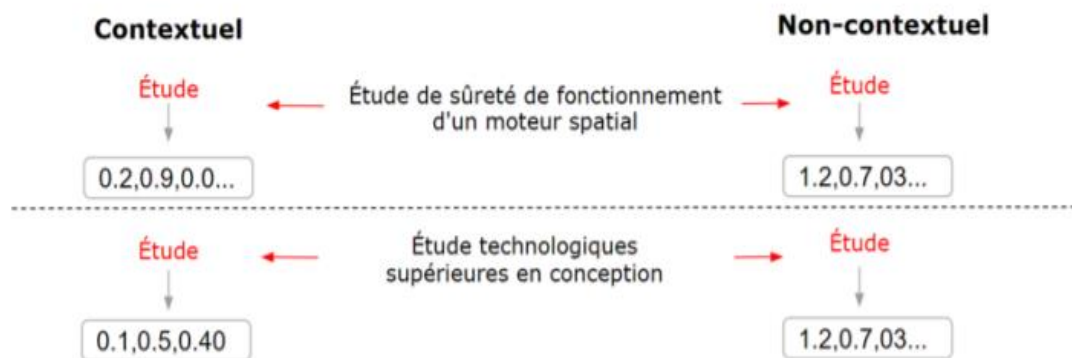 Contextuel
Non-contextuel
Étude
Étude de sûreté de fonctionnement
d'un moteur spatial
Étude
0.2,0.9,0.0...
1.2,0.7,03...
Étude
Étude technologiques
supérieures en conception
Étude
0.1,0.5,0.40
1.2,0.7,03...